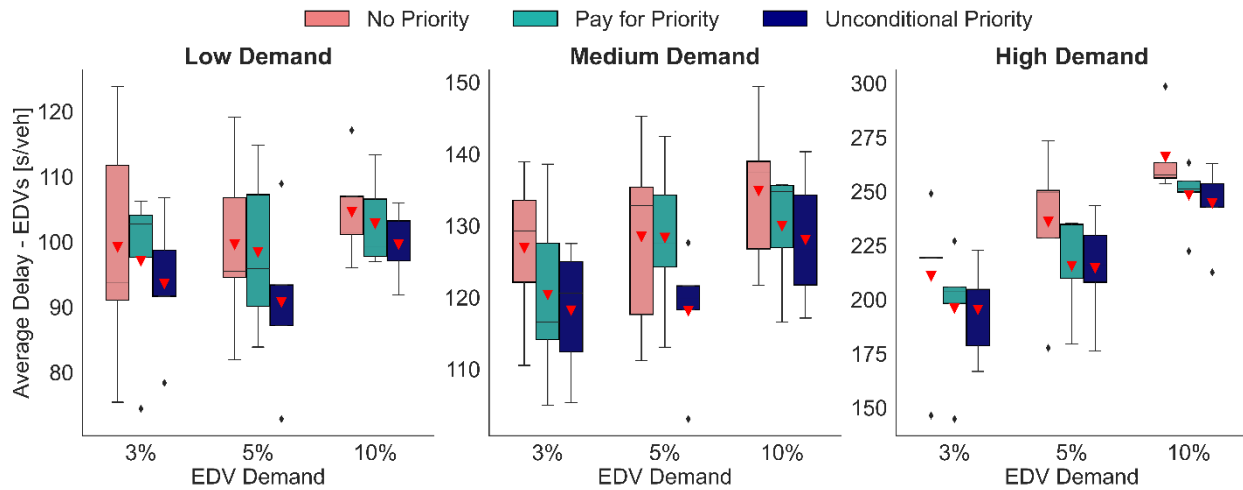 No Priority Pay for Priority Unconditional Priority
Low Demand Medium Demand High Demand
Average Delay - EDVs [s/veh]
120
110
100
90
80
150
140
130
120
110
300
275
250
225
200
175
150
3% 5% 10%
EDV Demand
3% 5% 10%
EDV Demand
3% 5% 10%
EDV Demand